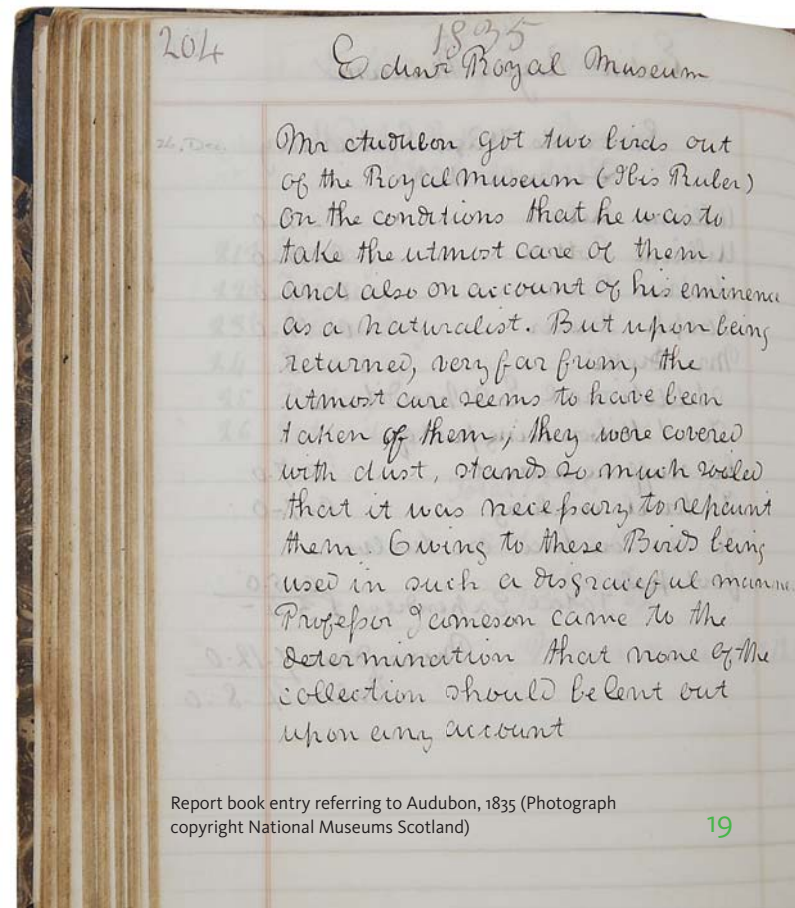 204
1835
Edinr Royal Museum
26, Dec
Mr Audubon got two birds out
of the Royal Museum (Ibis Ruber)
on the conditions that he was to
take the utmost care of them
and also on account of his eminence
as a naturalist. But upon being
returned, very far from, the
utmost care seems to have been
taken of them, they were covered
with dust, stands so much soiled
that it was necessary to repaint
them. Owing to these Birds being
used in such a disgraceful manne
Professor Jameson came to the
determination that none of the
collection should be lent out
upon any account
Report book entry referring to Audubon, 1835 (Photograph
copyright National Museums Scotland)
19